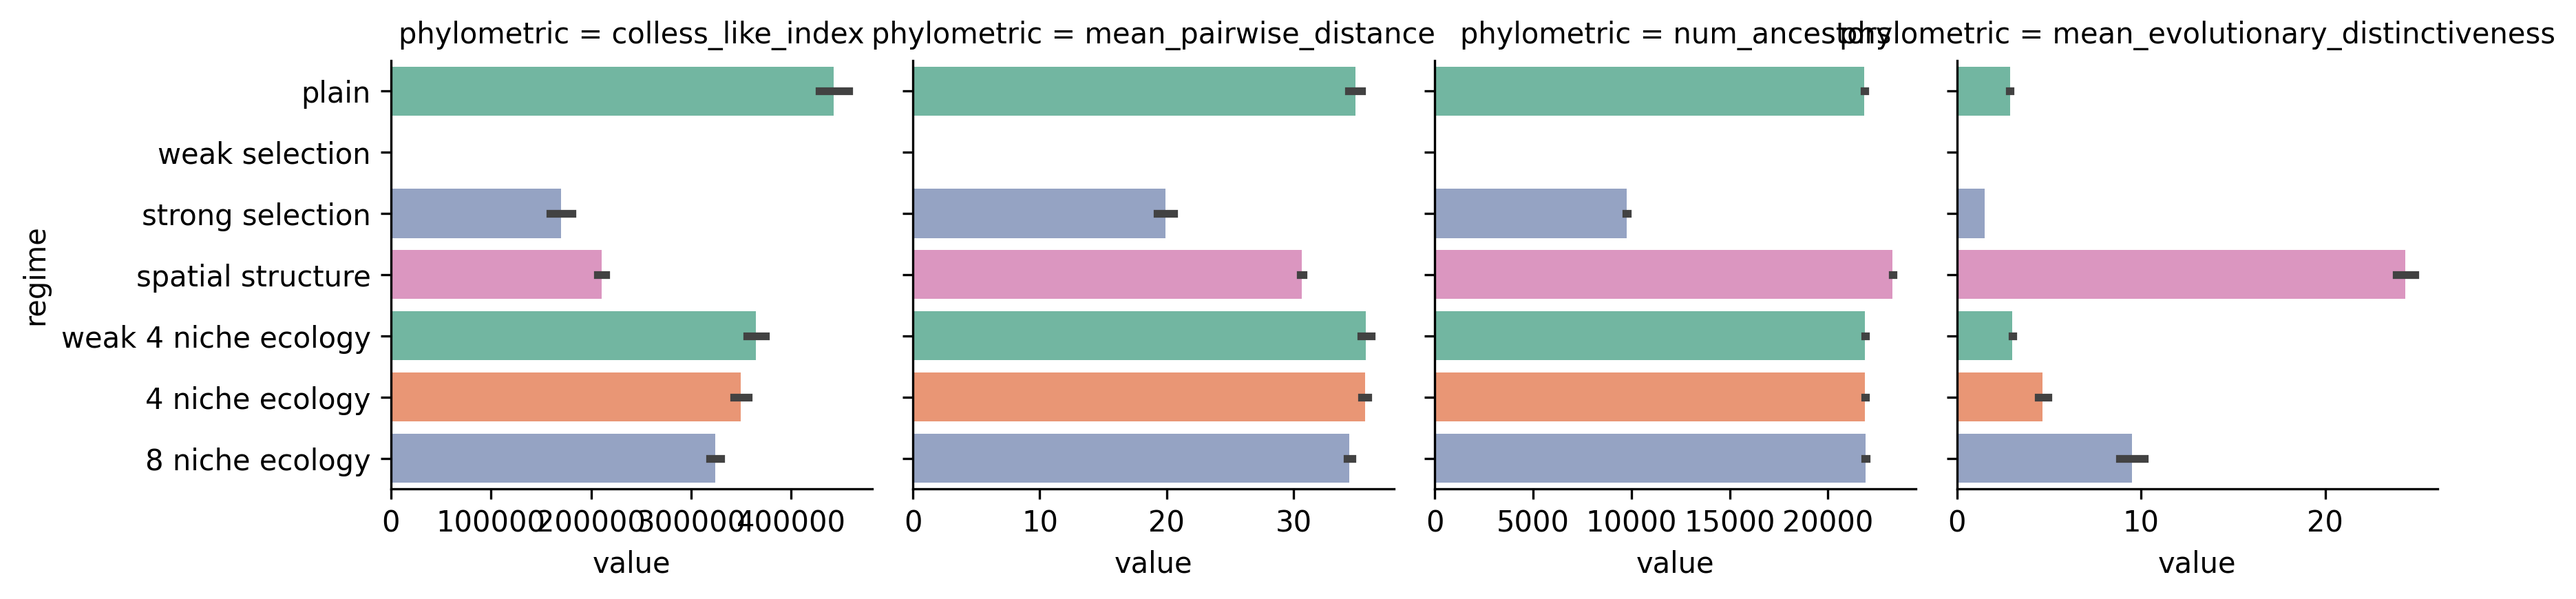 phylometric = colless_like_index
phylometric = mean_pairwise_distance
phylometric = num_ancestors
phylometric = mean_evolutionary_distinctiveness
regime
plain
weak selection
strong selection
spatial structure
weak 4 niche ecology
4 niche ecology
8 niche ecology
0 100000 200000 300000 400000
value
0 10 20 30
value
0 5000 10000 15000 20000
value
0 10 20
value